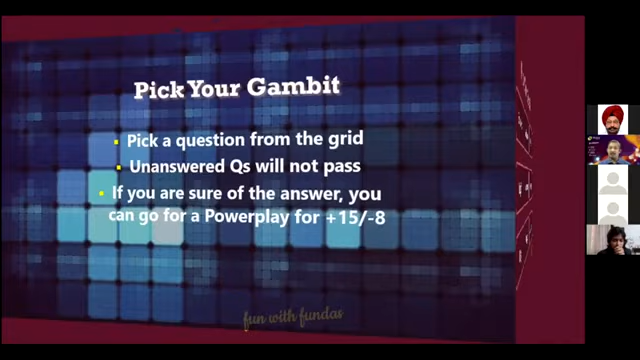 Pick Your Gambit
Pick a question from the grid
Unanswered Qs will not pass
If you are sure of the answer, you
can go for a Powerplay for +15/-8
fun with fundas